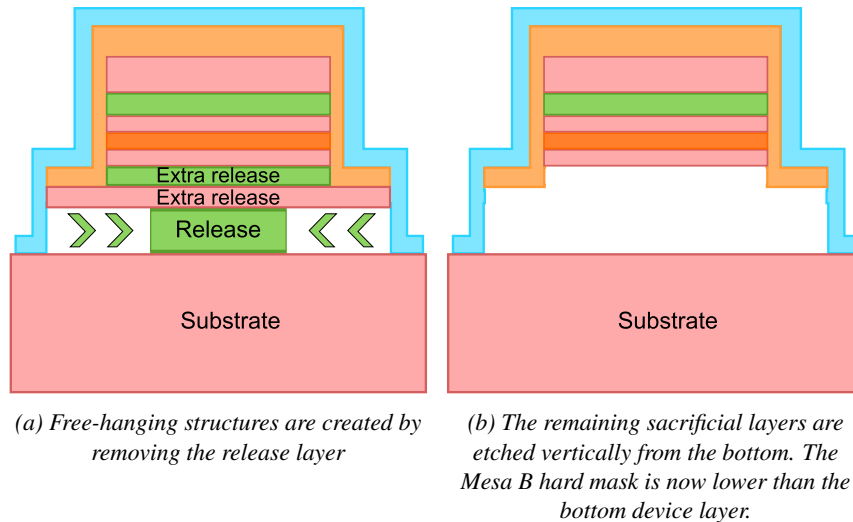 Extra release
Extra release
Release
Substrate
(a) Free-hanging structures are created by
removing the release layer
Substrate
(b) The remaining sacrificial layers are
etched vertically from the bottom. The
Mesa B hard mask is now lower than the
bottom device layer.